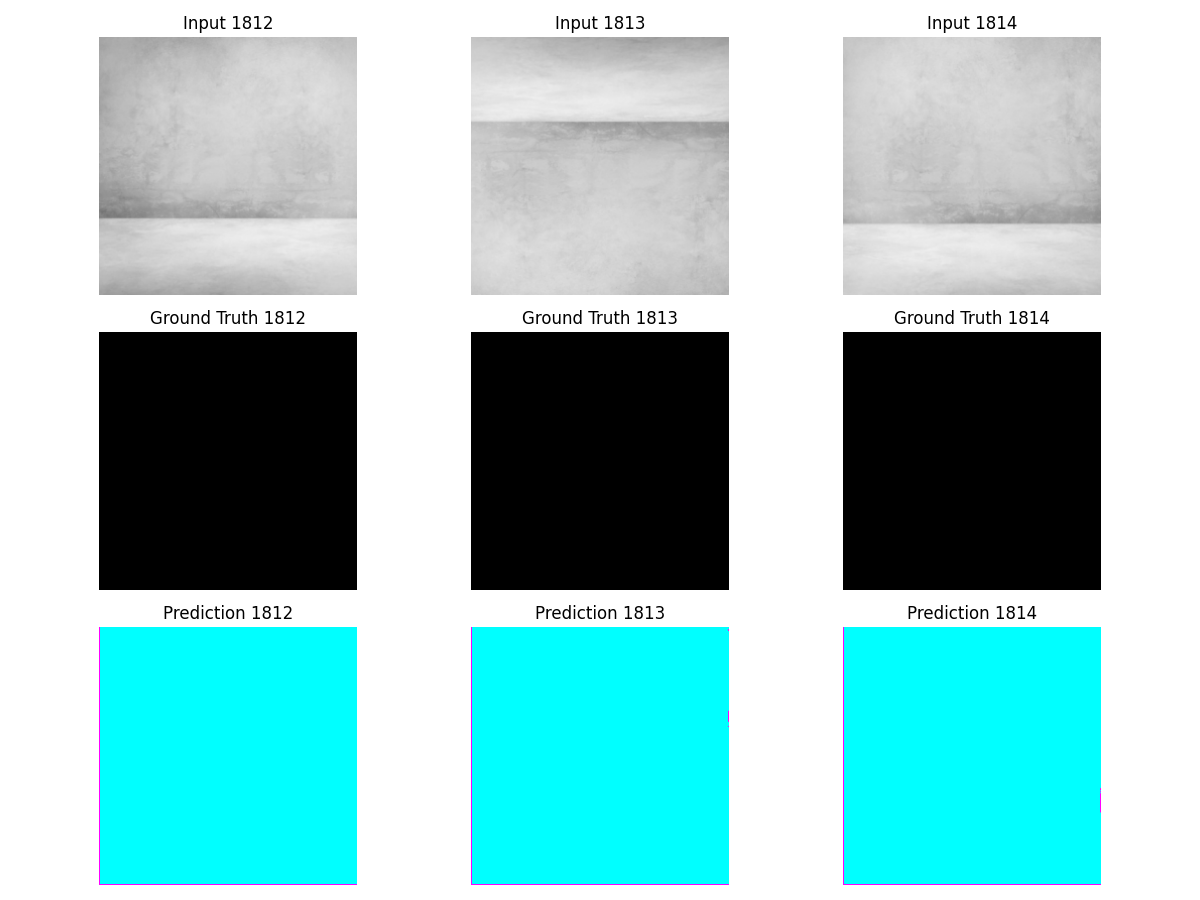 Input 1812
Input 1813
Input 1814
Ground Truth 1812
Ground Truth 1813
Ground Truth 1814
Prediction 1812
Prediction 1813
Prediction 1814